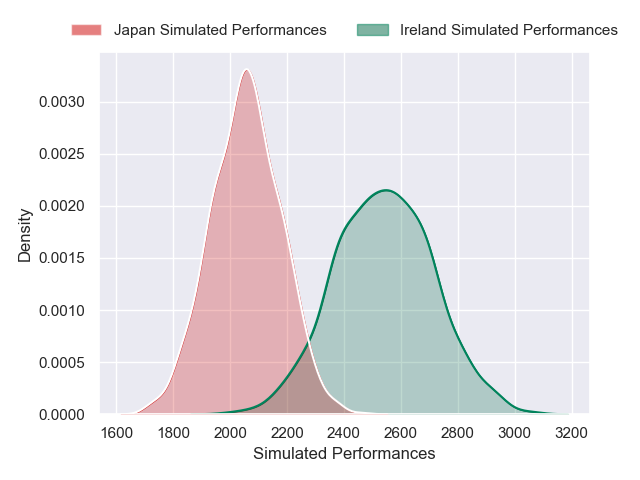 Japan Simulated Performances
Ireland Simulated Performances
0.0030
0.0025
0.0020
0.0015
0.0010
0.0005
0.0000
Density
1600 1800 2000 2200 2400 2600 2800 3000 3200
Simulated Performances